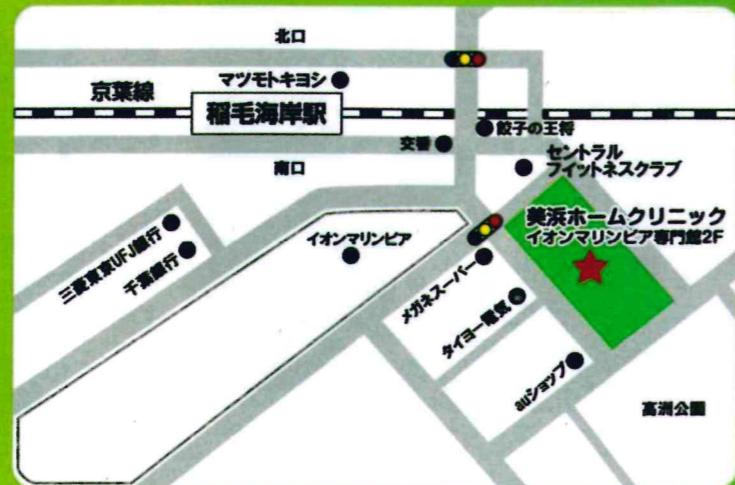 北口
マツモトキヨシ
京葉線
稲毛海岸駅
餃子の王将
交番
南口
セントラル
フィットネスクラブ
美浜ホームクリニック
イオンマリンピア専門館2F
イオンマリンピア
三菱東京UFJ銀行
千葉銀行
メガネスーパー
タイヨー電気
auショップ
高洲公園